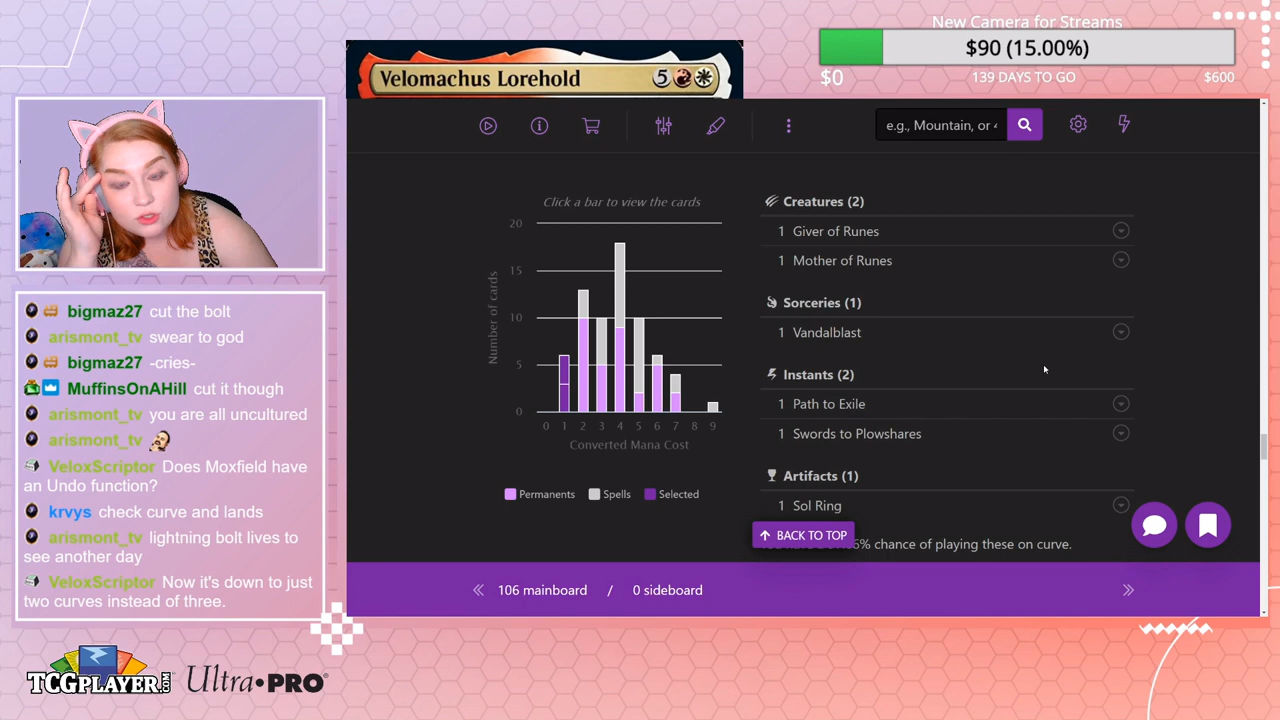 New Camera for Streams
$90 (15.00%)
$0
139 DAYS TO GO
$600
Velomachus Lorehold
5
e.g., Mountain, or
Click a bar to view the cards
20
15
10
5
0
Number of cards
0 1 2 3 4 5 6 7 8 9
Converted Mana Cost
Permanents Spells Selected
Creatures (2)
1 Giver of Runes
1 Mother of Runes
Sorceries (1)
1 Vandalblast
Instants (2)
1 Path to Exile
1 Swords to Plowshares
Artifacts (1)
1 Sol Ring
BACK TO TOP
6% chance of playing these on curve.
106 mainboard / 0 sideboard
bigmaz27 cut the bolt
arismont_tv swear to god
bigmaz27 -cries-
MuffinsOnAHill cut it though
arismont_tv you are all uncultured
arismont_tv
VeloxScriptor Does Moxfield have
an Undo function?
krvys check curve and lands
arismont_tv lightning bolt lives to
see another day
VeloxScriptor Now it's down to just
two curves instead of three.
TCGPLAYER.COM
Ultra•PRO